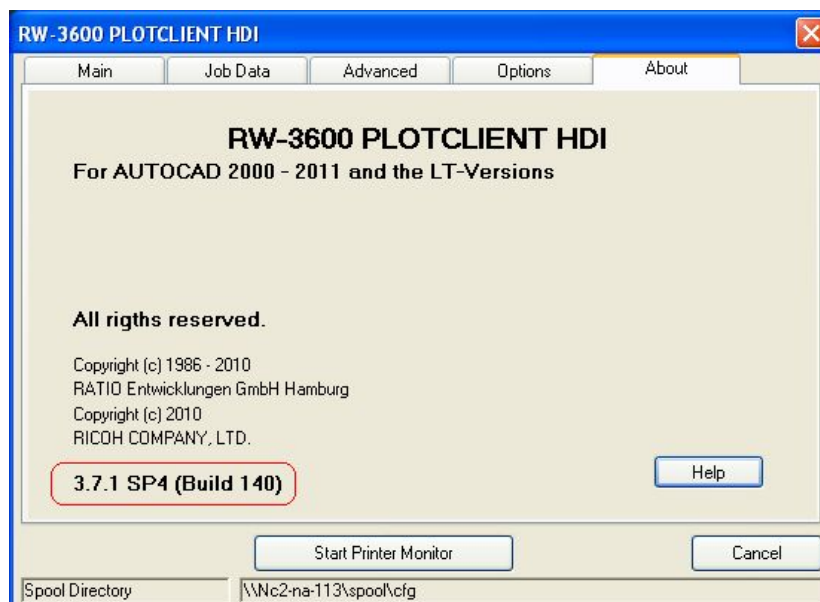 RW-3600 PLOTCLIENT HDI
Main Job Data Advanced Options About
RW-3600 PLOTCLIENT HDI
For AUTOCAD 2000 - 2011 and the LT-Versions
All rigths reserved.
Copyright (c) 1986 - 2010
RATIO Entwicklungen GmbH Hamburg
Copyright (c) 2010
RICOH COMPANY, LTD.
3.7.1 SP4 (Build 140)
Help
Start Printer Monitor Cancel
Spool Directory \\Nc2-na-113\spool\cfg